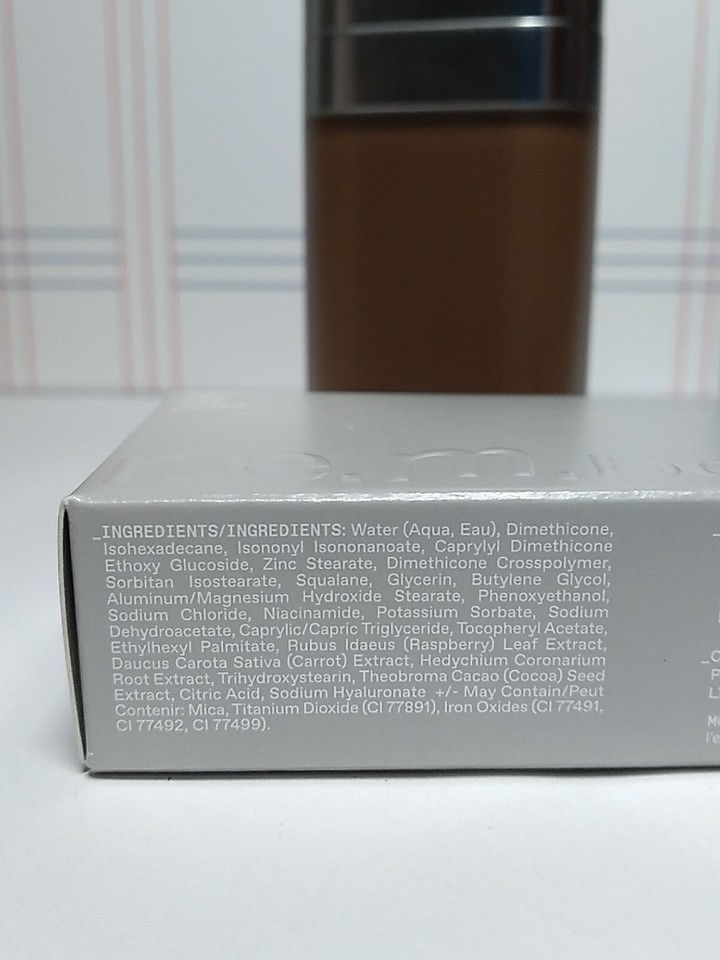 e.m.b
_INGREDIENTS/INGREDIENTS: Water (Aqua, Eau), Dimethicone,
Isohexadecane, Isononyl Isononanoate, Caprylyl Dimethicone
Ethoxy Glucoside, Zinc Stearate, Dimethicone Crosspolymer,
Sorbitan Isostearate, Squalane, Glycerin, Butylene Glycol,
Aluminum/Magnesium Hydroxide Stearate, Phenoxyethanol,
Sodium Chloride, Niacinamide, Potassium Sorbate, Sodium
Dehydroacetate, Caprylic/Capric Triglyceride, Tocopheryl Acetate,
Ethylhexyl Palmitate, Rubus Idaeus (Raspberry) Leaf Extract,
Daucus Carota Sativa (Carrot) Extract, Hedychium Coronarium
Root Extract, Trihydroxystearin, Theobroma Cacao (Cocoa) Seed
Extract, Citric Acid, Sodium Hyaluronate +/- May Contain/Peut
Contenir: Mica, Titanium Dioxide (CI 77891), Iron Oxides (CI 77491,
CI 77492, CI 77499).